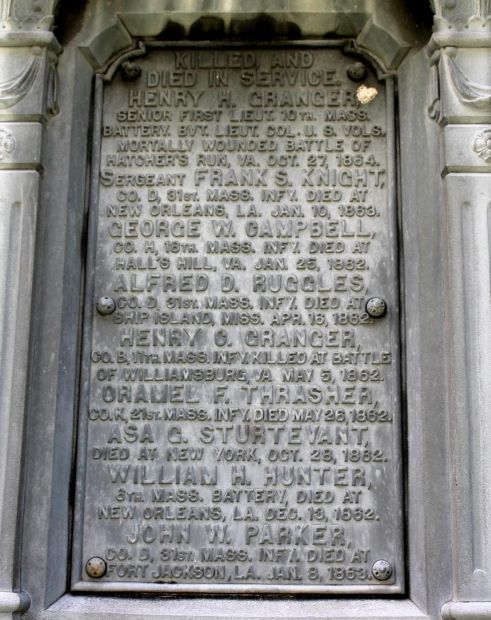 KILLED, AND
DIED IN SERVICE.
HENRY H. GRANGER,
SENIOR FIRST LIEUT. 10TH. MASS.
BATTERY. BVT. LIEUT. COL. U. S. VOLS.
MORTALLY WOUNDED BATTLE OF
HATCHER'S RUN, VA. OCT. 27, 1864.
SERGEANT FRANK S. KNIGHT,
CO. D, 31ST. MASS. INFY. DIED AT
NEW ORLEANS, LA. JAN. 10, 1863.
GEORGE W. CAMPBELL,
CO. H, 18TH. MASS. INFY. DIED AT
HALL'S HILL, VA. JAN. 25, 1862.
ALFRED D. RUGGLES,
CO. D, 31ST. MASS. INFY. DIED AT
SHIP ISLAND, MISS. APR. 16, 1862.
HENRY C. GRANGER,
CO. B, 11TH. MASS. INFY. KILLED AT BATTLE
OF WILLIAMSBURG, VA. MAY 5, 1862.
ORAMEL F. THRASHER,
CO. K, 21ST. MASS. INFY. DIED MAY 26, 1862.
ASA G. STURTEVANT,
DIED AT NEW YORK, OCT. 28, 1862.
WILLIAM H. HUNTER,
6TH. MASS. BATTERY, DIED AT
NEW ORLEANS, LA. DEC. 13, 1862.
JOHN W. PARKER,
CO. D, 31ST. MASS. INFY. DIED AT
FORT JACKSON, LA. JAN. 8, 1863.